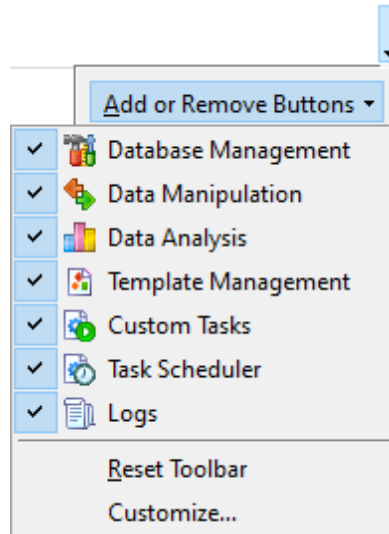 Add or Remove Buttons
Database Management
Data Manipulation
Data Analysis
Template Management
Custom Tasks
Task Scheduler
Logs
Reset Toolbar
Customize...